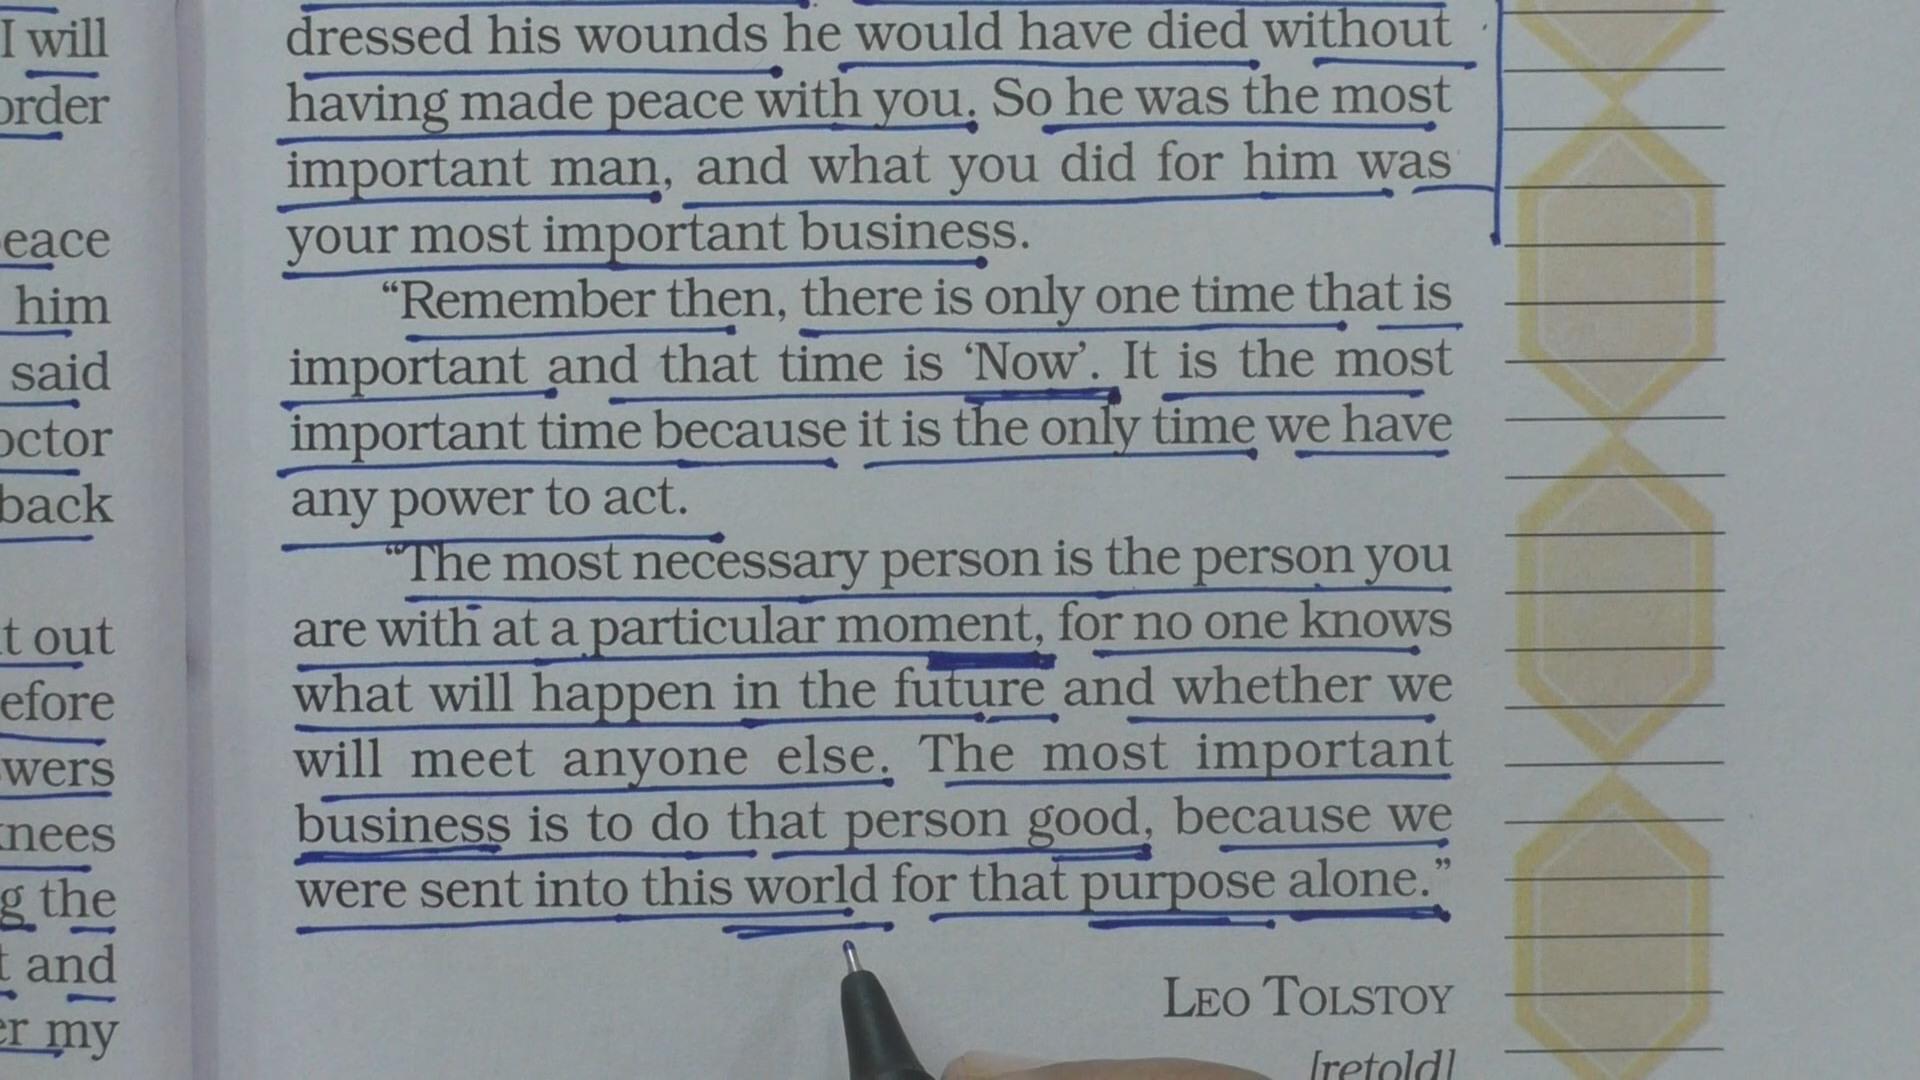 I will
order
eace
him
said
octor
back
t out
efore
wers
knees
g the
t and
er my
dressed his wounds he would have died without
having made peace with you. So he was the most
important man, and what you did for him was
your most important business.
“Remember then, there is only one time that is
important and that time is ‘Now’. It is the most
important time because it is the only time we have
any power to act.
“The most necessary person is the person you
are with at a particular moment, for no one knows
what will happen in the future and whether we
will meet anyone else. The most important
business is to do that person good, because we
were sent into this world for that purpose alone.”
LEO TOLSTOY
[retold]